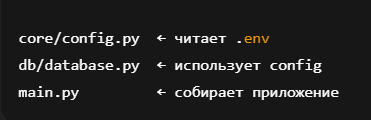 core/config.py ← читает .env
db/database.py ← использует config
main.py ← собирает приложение